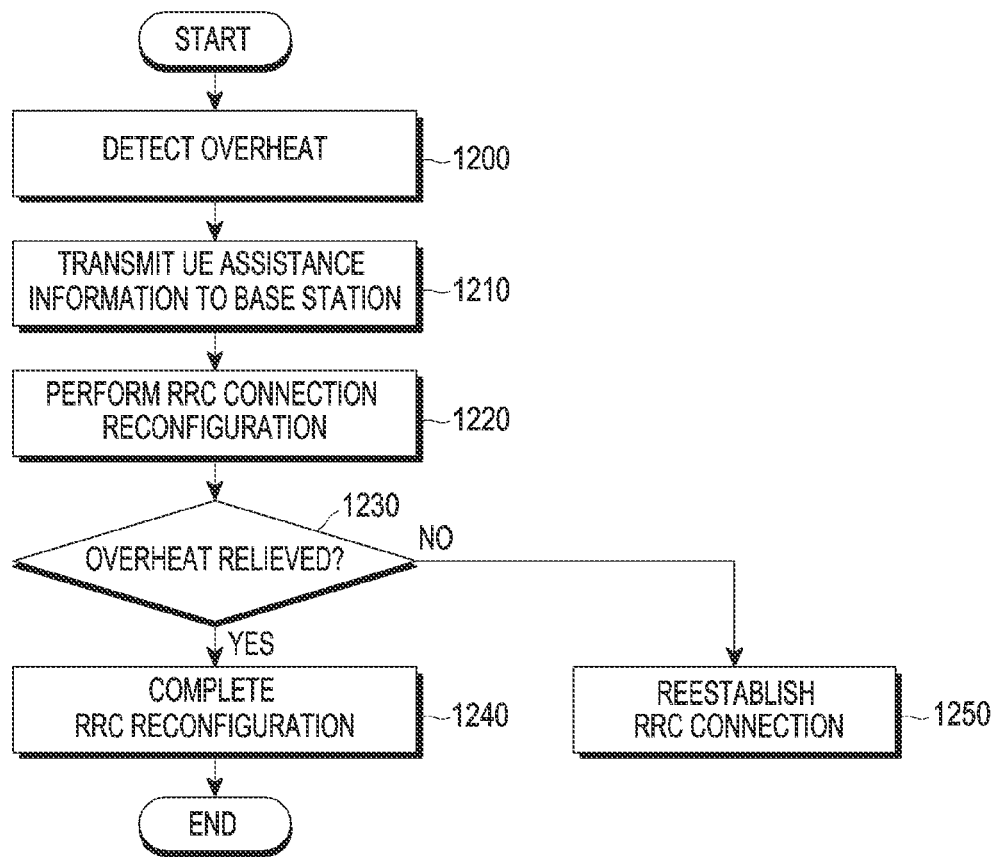 START
DETECT OVERHEAT
1200
TRANSMIT UE ASSISTANCE
INFORMATION TO BASE STATION
1210
PERFORM RRC CONNECTION
RECONFIGURATION
1220
1230
OVERHEAT RELIEVED?
NO
YES
COMPLETE
RRC RECONFIGURATION
1240
REESTABLISH
RRC CONNECTION
1250
END